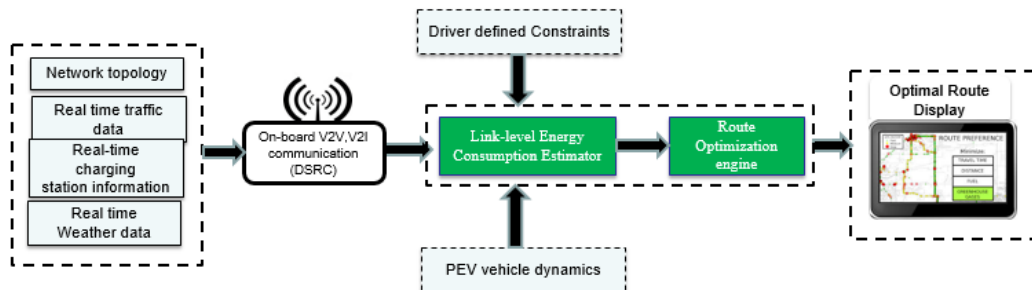 Network topology
Real time traffic
data
Real-time
charging
station information
Real time
Weather data
On-board V2V,V2I
communication
(DSRC)
Driver defined Constraints
Link-level Energy
Consumption Estimator
Route
Optimization
engine
PEV vehicle dynamics
Optimal Route
Display
ROUTE PREFERENCE
Minimize:
TRAVEL TIME
DISTANCE
FUEL
GREENHOUSE
GASES